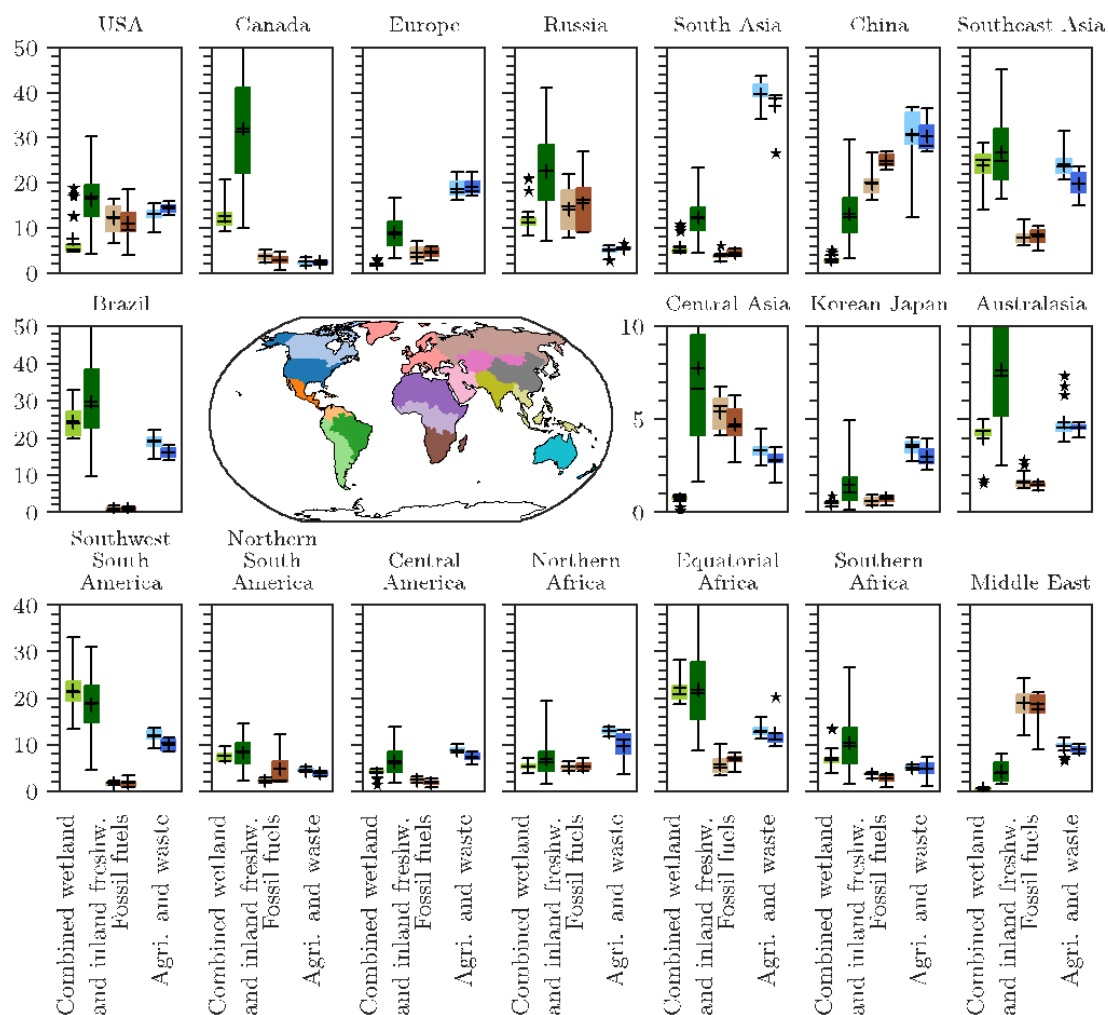 USA
Canada
Europe
Russia
South Asia
China
Southeast Asia
50
40
30
20
10
0
Brazil
Central Asia
Korean Japan
Australasia
50
40
30
20
10
0
10
5
0
Southwest
South
America
Northern
South
America
Central
America
Northern
Africa
Equatorial
Africa
Southern
Africa
Middle East
40
30
20
10
0
Combined wetland
and inland freshw.
Fossil fuels
Agri. and waste
Combined wetland
and inland freshw.
Fossil fuels
Agri. and waste
Combined wetland
and inland freshw.
Fossil fuels
Agri. and waste
Combined wetland
and inland freshw.
Fossil fuels
Agri. and waste
Combined wetland
and inland freshw.
Fossil fuels
Agri. and waste
Combined wetland
and inland freshw.
Fossil fuels
Agri. and waste
Combined wetland
and inland freshw.
Fossil fuels
Agri. and waste